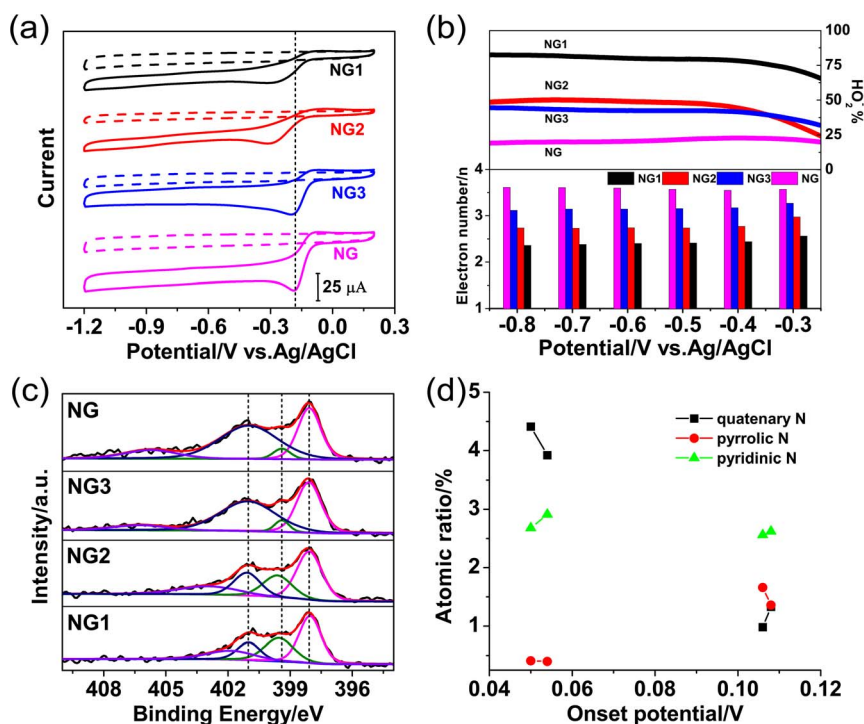 (a)
NG1
NG2
NG3
NG
25 μA
Current
-1.2 -0.9 -0.6 -0.3 0.0 0.3
Potential/V vs.Ag/AgCl
(b)
NG1
NG2
NG3
NG
100
75
50
25
0
HO₂⁻%
NG1 NG2 NG3 NG
4
3
2
1
Electron number/n
-0.8 -0.7 -0.6 -0.5 -0.4 -0.3
Potential/V vs.Ag/AgCl
(c)
NG
NG3
NG2
NG1
Intensity/a.u.
408 405 402 399 396
Binding Energy/eV
(d)
5
4
3
2
1
Atomic ratio/%
quatenary N
pyrrolic N
pyridinic N
0.04 0.06 0.08 0.10 0.12
Onset potential/V